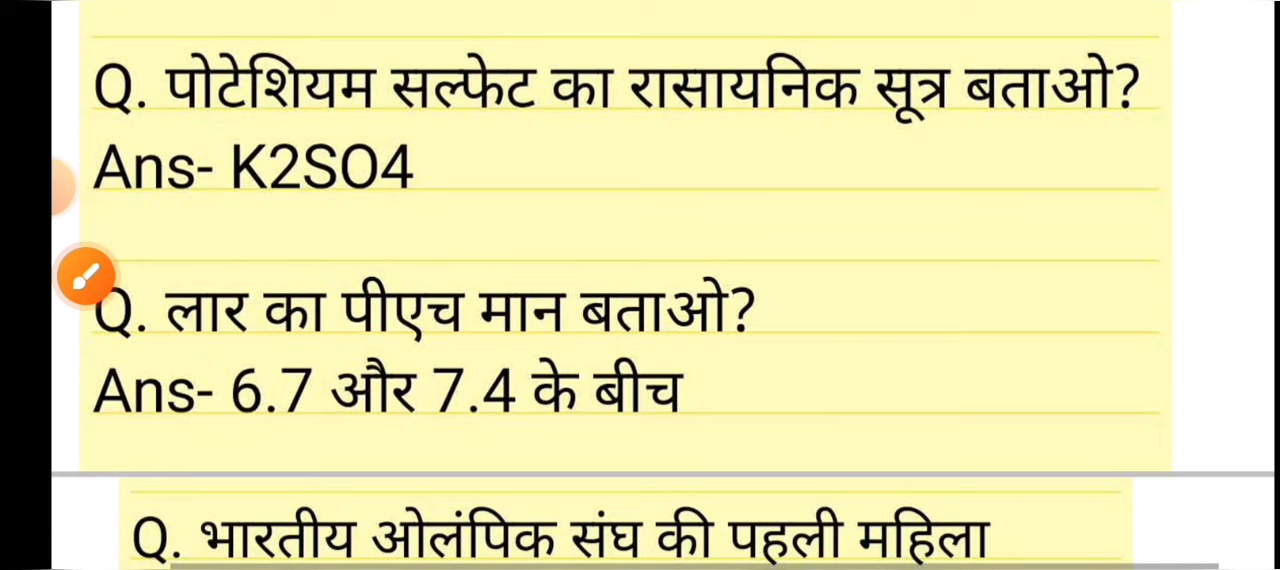 Q. पोटेशियम सल्फेट का रासायनिक सूत्र बताओ?
Ans- K2SO4
Q. लार का पीएच मान बताओ?
Ans- 6.7 और 7.4 के बीच
Q. भारतीय ओलंपिक संघ की पहली महिला